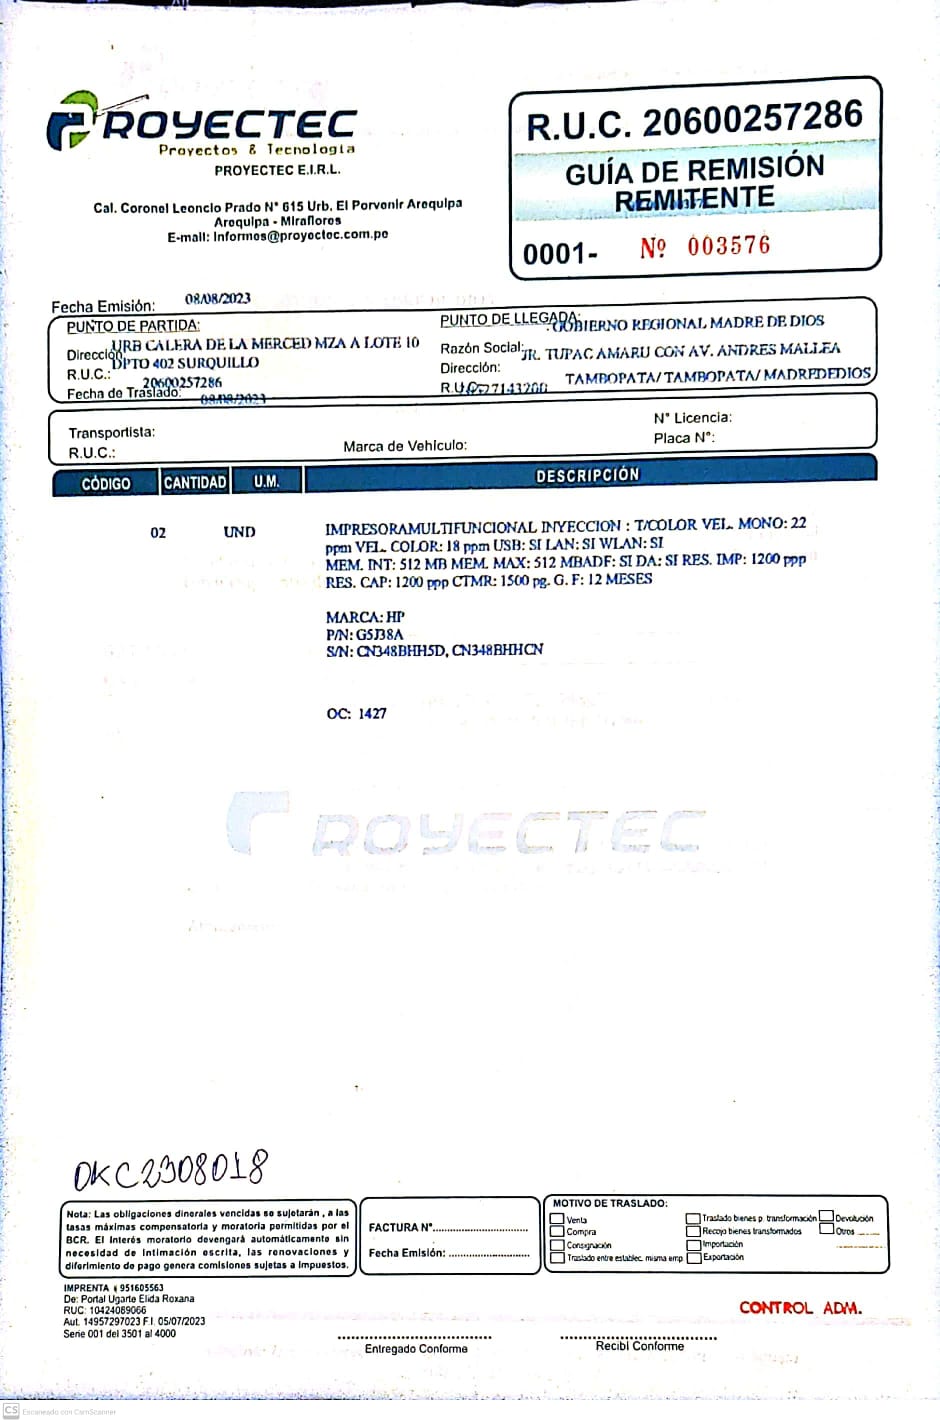 ROYECTEC
Proyectos & Tecnología
PROYECTEC E.I.R.L.
Cal. Coronel Leoncio Prado N° 615 Urb. El Porvenir Arequipa
Arequipa - Miraflores
E-mail: Informes@proyectec.com.pe
R.U.C. 20600257286
GUÍA DE REMISIÓN
REMITENTE
0001- Nº 003576
Fecha Emisión: 08/08/2023
PUNTO DE PARTIDA:
Dirección: URB CALERA DE LA MERCED MZA A LOTE 10
DPTO 402 SURQUILLO
R.U.C.: 20600257286
Fecha de Traslado: 08/08/2023
PUNTO DE LLEGADA: GOBIERNO REGIONAL MADRE DE DIOS
Razón Social: JR. TUPAC AMARU CON AV. ANDRES MALLEA
Dirección: TAMBOPATA/ TAMBOPATA/ MADREDEDIOS
R.U.C.
Transportista:
R.U.C.:
Marca de Vehículo:
N° Licencia:
Placa N°:
CÓDIGO CANTIDAD U.M. DESCRIPCIÓN
02 UND IMPRESORAMULTIFUNCIONAL INYECCION : T/COLOR VEL. MONO: 22
ppm VEL. COLOR: 18 ppm USB: SI LAN: SI WLAN: SI
MEM. INT: 512 MB MEM. MAX: 512 MBADF: SI DA: SI RES. IMP: 1200 ppp
RES. CAP: 1200 ppp CTMR: 1500 pg. G. F: 12 MESES
MARCA: HP
P/N: G5J38A
S/N: CN348BHH5D, CN348BHHCN
OC: 1427
ROYECTEC
OKC2308018
Nota: Las obligaciones dinerales vencidas se sujetarán , a las
tasas máximas compensatoria y moratoria permitidas por el
BCR. El Interés moratorio devengará automáticamente sin
necesidad de Intimación escrita, las renovaciones y
diferimiento de pago genera comisiones sujetas a Impuestos.
FACTURA N°
Fecha Emisión:
MOTIVO DE TRASLADO:
Venta
Compra
Consignación
Traslado entre establec. misma emp.
Traslado bienes p. transformación
Recojo bienes transformados
Importación
Exportación
Devolución
Otros
IMPRENTA 951605563
De: Portal Ugarte Elida Roxana
RUC: 10424089066
Aut. 14957297023 F.I. 05/07/2023
Serie 001 del 3501 al 4000
Entregado Conforme
Recibí Conforme
CONTROL ADM.
CS Escaneado con CamScanner